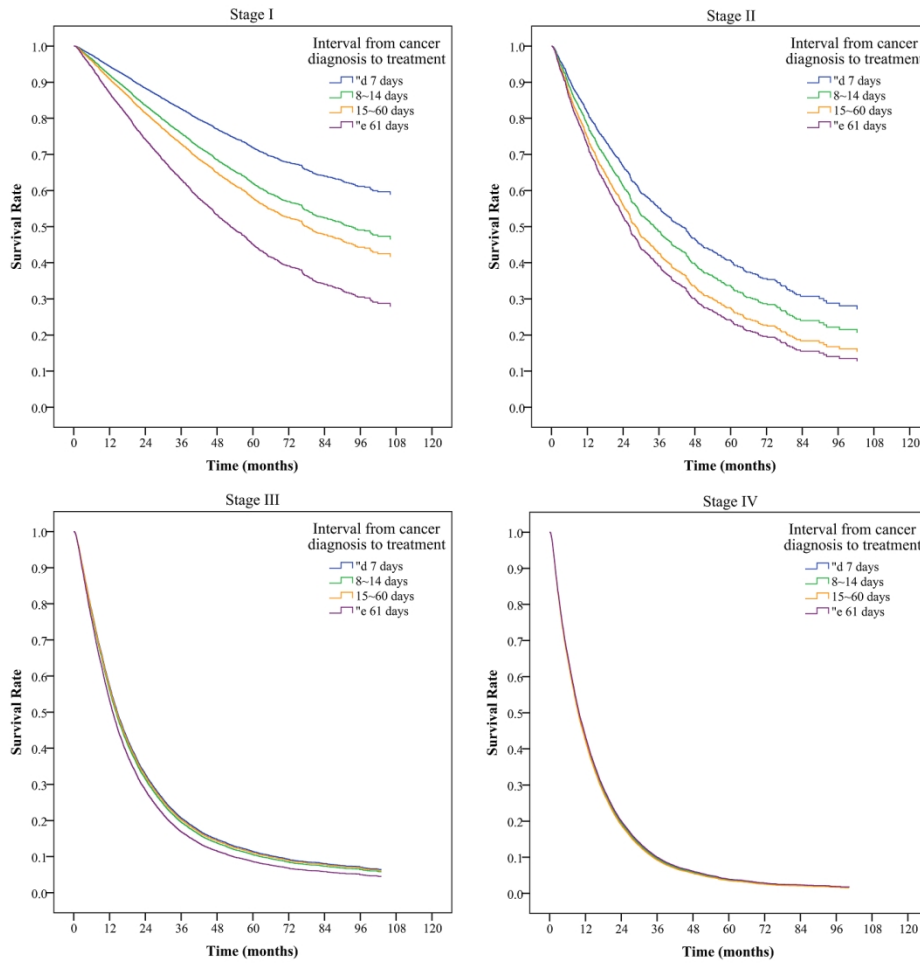 Stage I
Interval from cancer
diagnosis to treatment
"d 7 days
8~14 days
15~60 days
"e 61 days
Survival Rate
1.0
0.9
0.8
0.7
0.6
0.5
0.4
0.3
0.2
0.1
0.0
0 12 24 36 48 60 72 84 96 108 120
Time (months)
Stage II
Interval from cancer
diagnosis to treatment
"d 7 days
8~14 days
15~60 days
"e 61 days
Survival Rate
1.0
0.9
0.8
0.7
0.6
0.5
0.4
0.3
0.2
0.1
0.0
0 12 24 36 48 60 72 84 96 108 120
Time (months)
Stage III
Interval from cancer
diagnosis to treatment
"d 7 days
8~14 days
15~60 days
"e 61 days
Survival Rate
1.0
0.9
0.8
0.7
0.6
0.5
0.4
0.3
0.2
0.1
0.0
0 12 24 36 48 60 72 84 96 108 120
Time (months)
Stage IV
Interval from cancer
diagnosis to treatment
"d 7 days
8~14 days
15~60 days
"e 61 days
Survival Rate
1.0
0.9
0.8
0.7
0.6
0.5
0.4
0.3
0.2
0.1
0.0
0 12 24 36 48 60 72 84 96 108 120
Time (months)